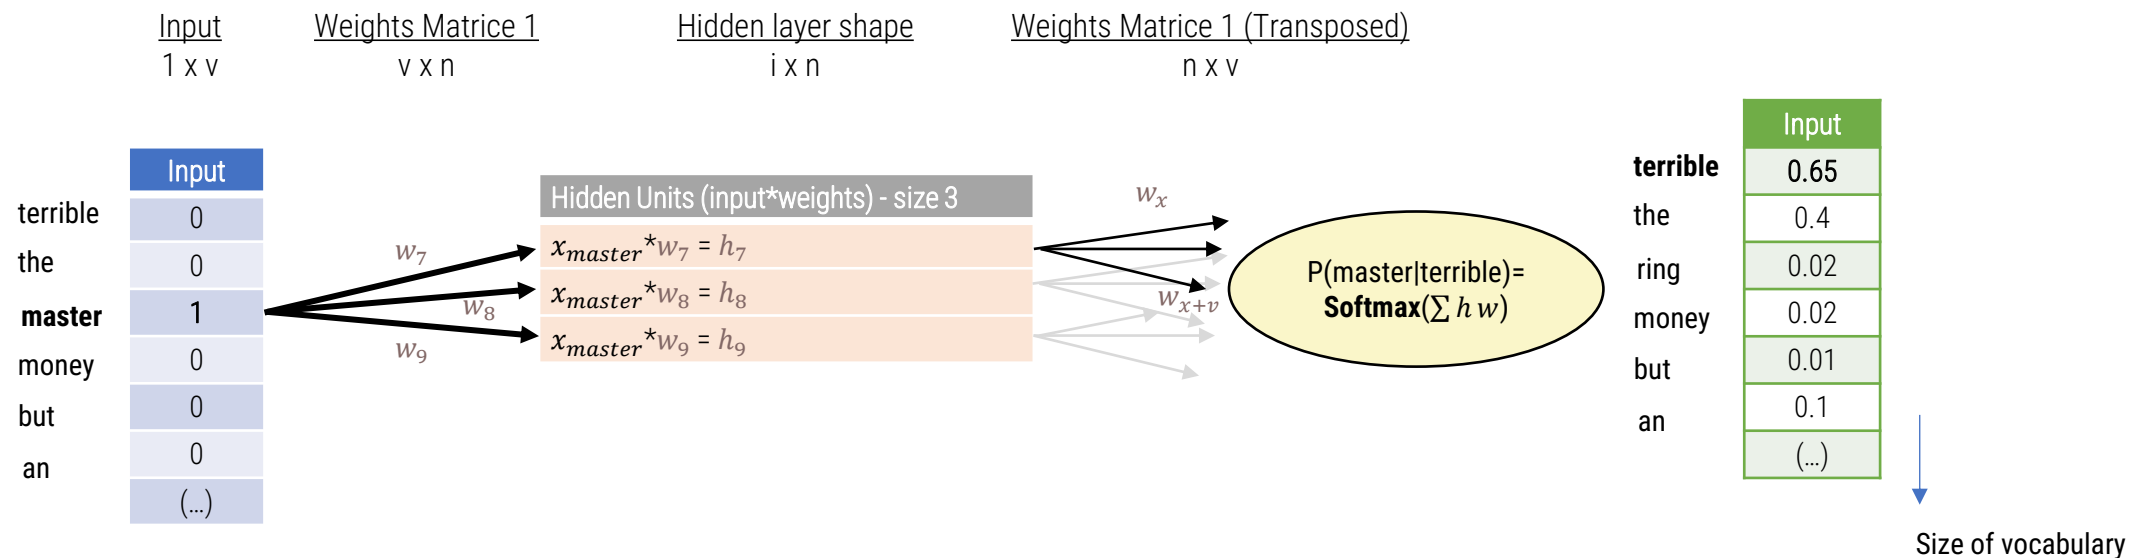 Input
1 x v
Weights Matrice 1
v x n
Hidden layer shape
i x n
Weights Matrice 1 (Transposed)
n x v
Input
terrible 0
the 0
master 1
money 0
but 0
an 0
(...)
w₇
w₈
w₉
Hidden Units (input*weights) - size 3
x_master*w₇ = h₇
x_master*w₈ = h₈
x_master*w₉ = h₉
wₓ
wₓ₊ᵥ
P(master|terrible)=
Softmax(∑ h w)
Input
terrible 0.65
the 0.4
ring 0.02
money 0.02
but 0.01
an 0.1
(...)
Size of vocabulary